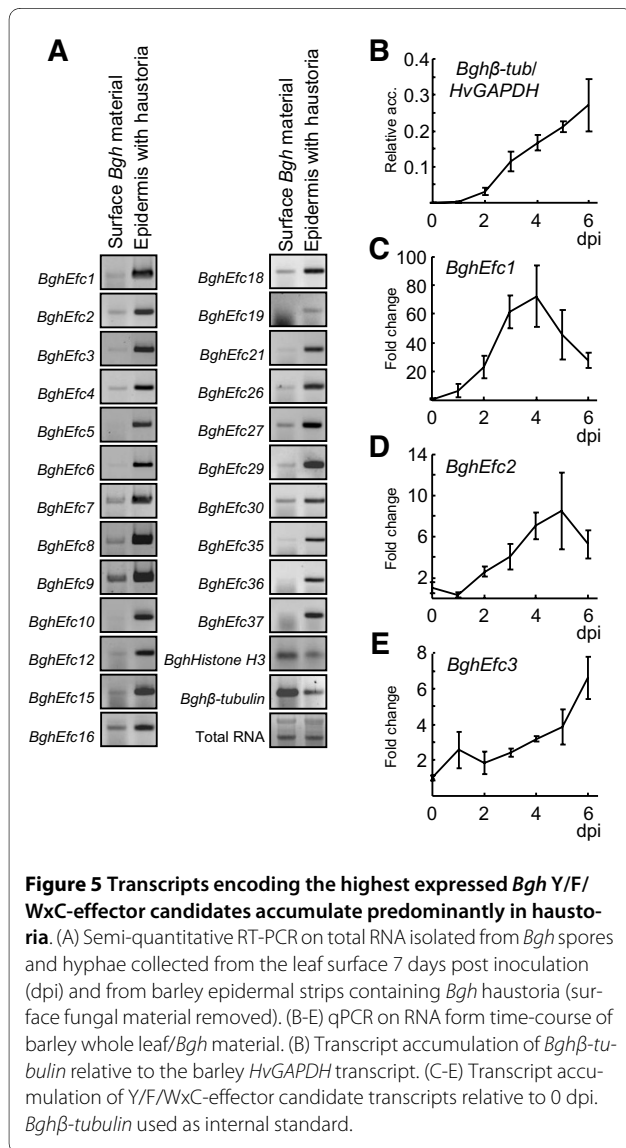 A
Surface Bgh material
Epidermis with haustoria
BghEfc1
BghEfc2
BghEfc3
BghEfc4
BghEfc5
BghEfc6
BghEfc7
BghEfc8
BghEfc9
BghEfc10
BghEfc12
BghEfc15
BghEfc16
Surface Bgh material
Epidermis with haustoria
BghEfc18
BghEfc19
BghEfc21
BghEfc26
BghEfc27
BghEfc29
BghEfc30
BghEfc35
BghEfc36
BghEfc37
BghHistone H3
Bghβ-tubulin
Total RNA
B
Bghβ-tub/
HvGAPDH
Relative acc.
0.4
0.3
0.2
0.1
0 2 4 6
dpi
C
BghEfc1
Fold change
100
80
60
40
20
0 2 4 6
dpi
D
BghEfc2
Fold change
14
10
6
2
0 2 4 6
dpi
E
BghEfc3
Fold change
8
6
4
2
0 2 4 6
dpi
Figure 5 Transcripts encoding the highest expressed Bgh Y/F/
WxC-effector candidates accumulate predominantly in hausto-
ria. (A) Semi-quantitative RT-PCR on total RNA isolated from Bgh spores
and hyphae collected from the leaf surface 7 days post inoculation
(dpi) and from barley epidermal strips containing Bgh haustoria (sur-
face fungal material removed). (B-E) qPCR on RNA form time-course of
barley whole leaf/Bgh material. (B) Transcript accumulation of Bghβ-tu-
bulin relative to the barley HvGAPDH transcript. (C-E) Transcript accu-
mulation of Y/F/WxC-effector candidate transcripts relative to 0 dpi.
Bghβ-tubulin used as internal standard.